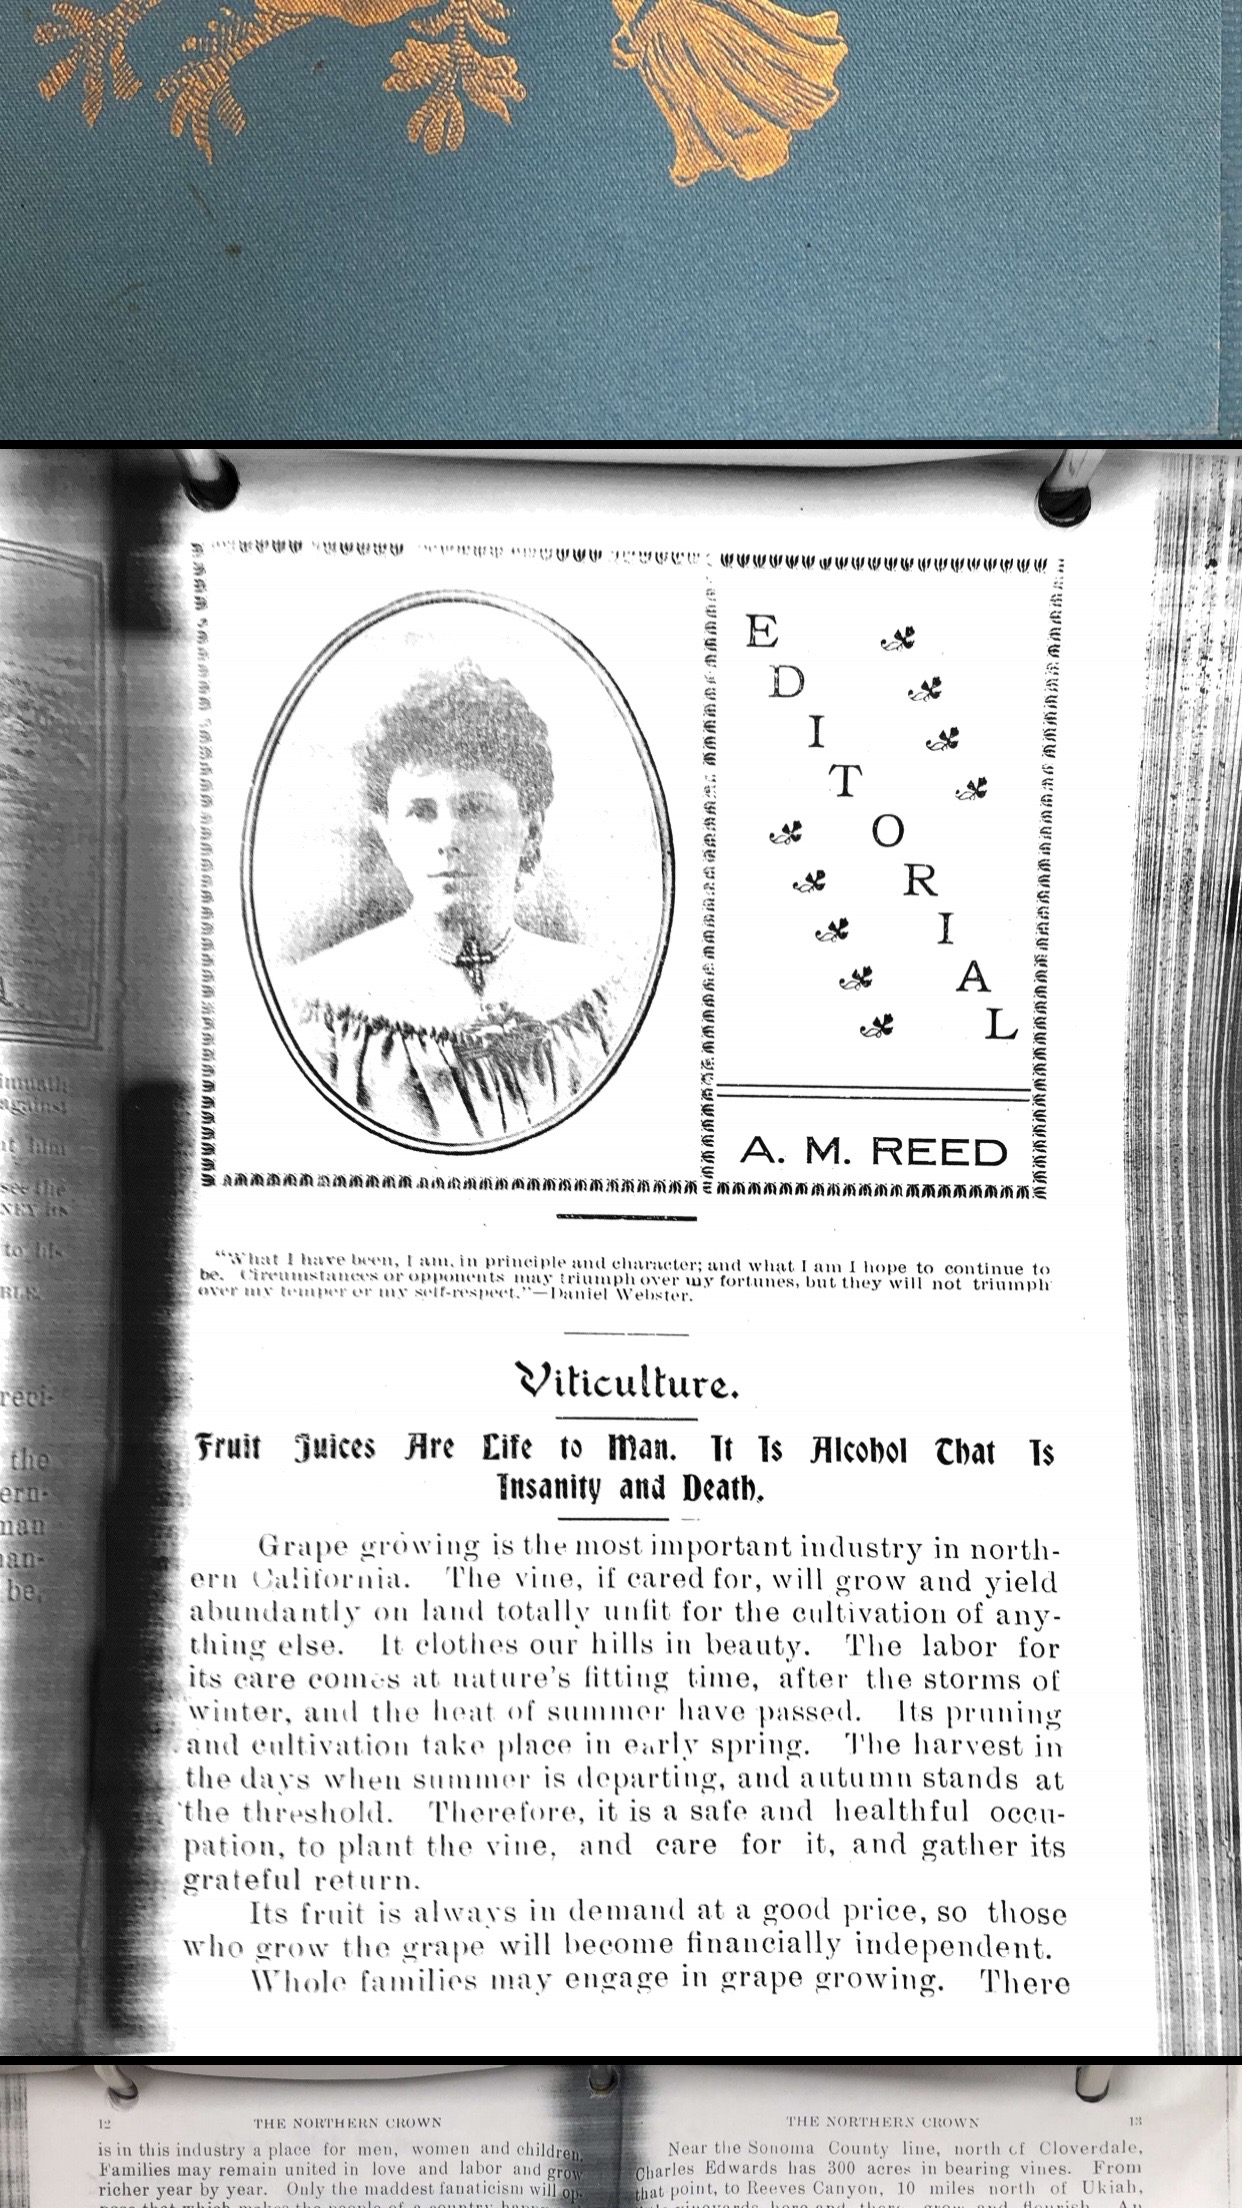 E
D
I
T
O
R
I
A
L
A. M. REED
"What I have been, I am, in principle and character; and what I am I hope to continue to
be. Circumstances or opponents may triumph over my fortunes, but they will not triumph
over my temper or my self-respect."—Daniel Webster.
Viticulture.
Fruit Juices Are Life to Man. It Is Alcohol That Is
Insanity and Death.
Grape growing is the most important industry in north-
ern California. The vine, if cared for, will grow and yield
abundantly on land totally unfit for the cultivation of any-
thing else. It clothes our hills in beauty. The labor for
its care comes at nature's fitting time, after the storms of
winter, and the heat of summer have passed. Its pruning
and cultivation take place in early spring. The harvest in
the days when summer is departing, and autumn stands at
the threshold. Therefore, it is a safe and healthful occu-
pation, to plant the vine, and care for it, and gather its
grateful return.
Its fruit is always in demand at a good price, so those
who grow the grape will become financially independent.
Whole families may engage in grape growing. There
against
him
see the
to
reci-
the
ern-
man
an-
be,
12 THE NORTHERN CROWN
is in this industry a place for men, women and children.
Families may remain united in love and labor and grow
richer year by year. Only the maddest fanaticism will op-
THE NORTHERN CROWN 13
Near the Sonoma County line, north of Cloverdale,
Charles Edwards has 300 acres in bearing vines. From
that point, to Reeves Canyon, 10 miles north of Ukiah,